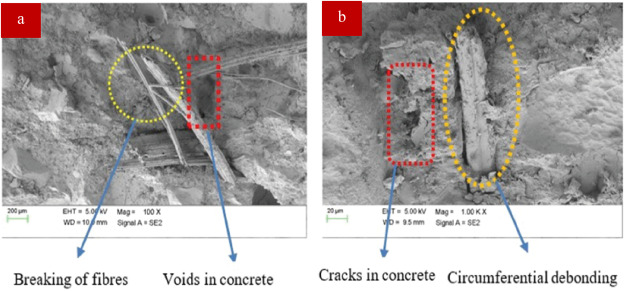 a
b
200 µm
EHT = 5.00 kV
Mag = 100 X
WD = 10.0 mm
Signal A = SE2
20 µm
EHT = 5.00 kV
Mag = 1.00 K X
WD = 9.5 mm
Signal A = SE2
Breaking of fibres
Voids in concrete
Cracks in concrete
Circumferential debonding